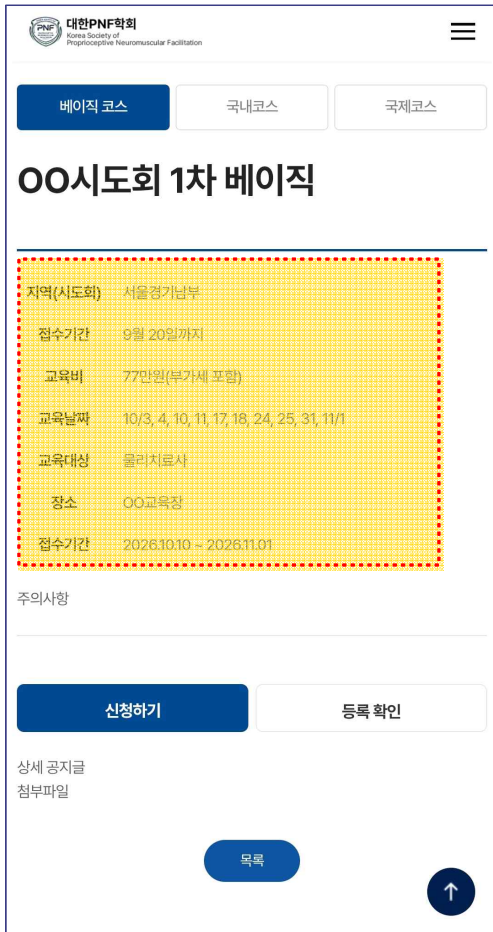 PNF
대한PNF학회
Korea Society of
Proprioceptive Neuromuscular Facilitation
베이직 코스
국내코스
국제코스
OO시도회 1차 베이직
지역(시도회) 서울경기남부
접수기간 9월 20일까지
교육비 77만원(부가세 포함)
교육날짜 10/3, 4, 10, 11, 17, 18, 24, 25, 31, 11/1
교육대상 물리치료사
장소 OO교육장
접수기간 2026.10.10 ~ 2026.11.01
주의사항
신청하기
등록 확인
상세 공지글
첨부파일
목록